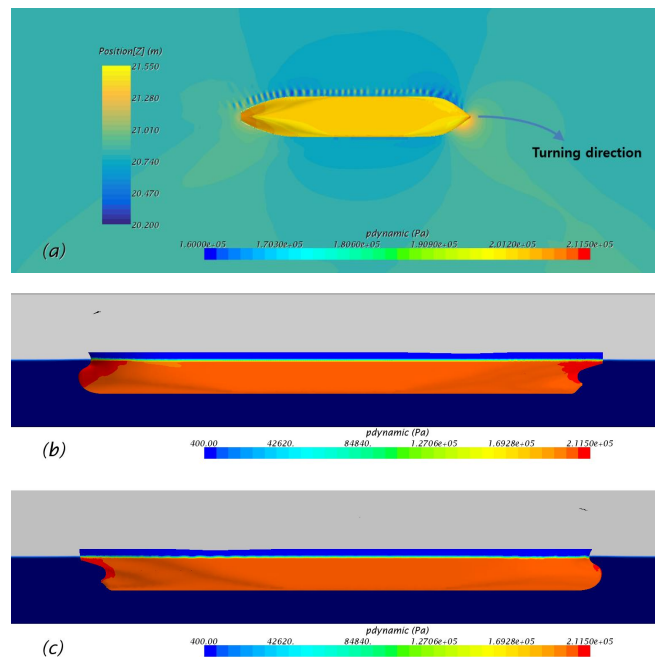 Position[Z] (m)
21.550
21.280
21.010
20.740
20.470
20.200
Turning direction
pdynamic (Pa)
1.6000e+05 1.7030e+05 1.8060e+05 1.9090e+05 2.0120e+05 2.1150e+05
(a)
(b)
pdynamic (Pa)
400.00 42620. 84840. 1.2706e+05 1.6928e+05 2.1150e+05
(c)
pdynamic (Pa)
400.00 42620. 84840. 1.2706e+05 1.6928e+05 2.1150e+05